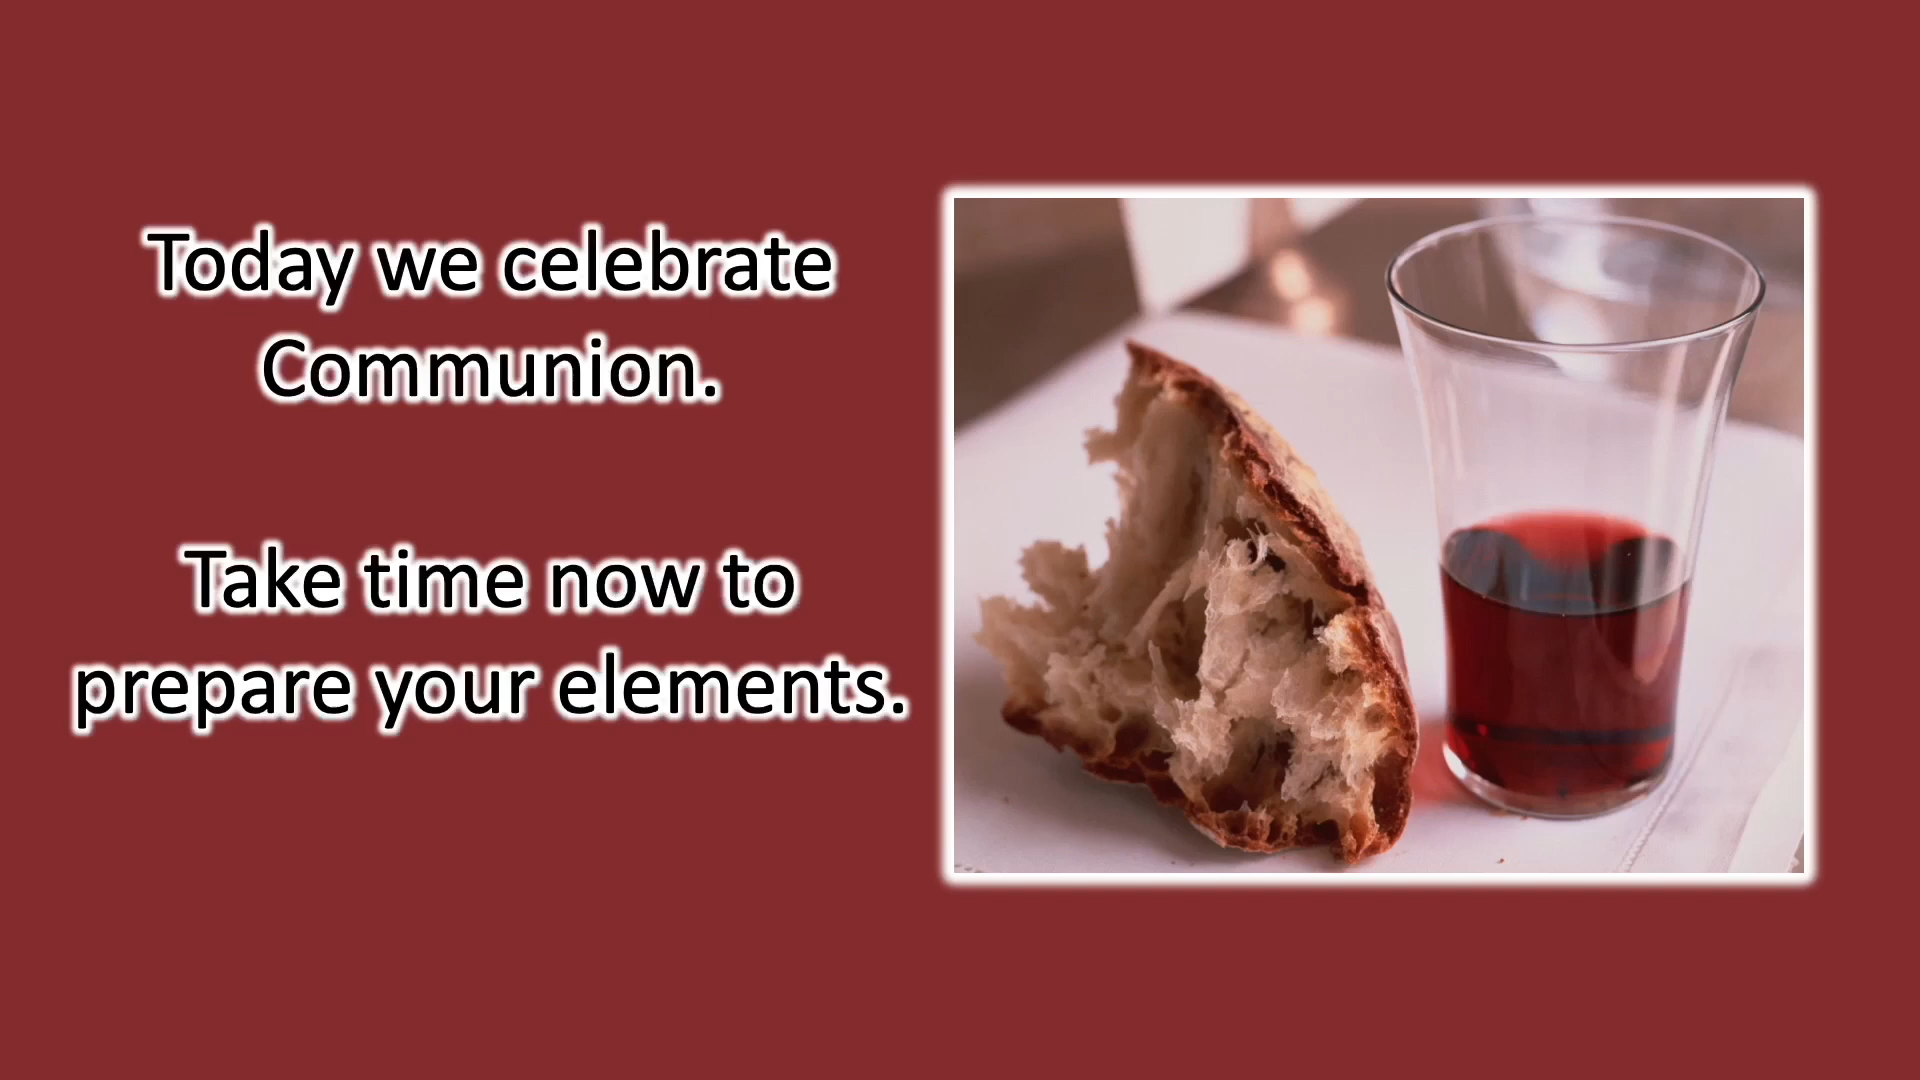 Today we celebrate
Communion.
Take time now to
prepare your elements.